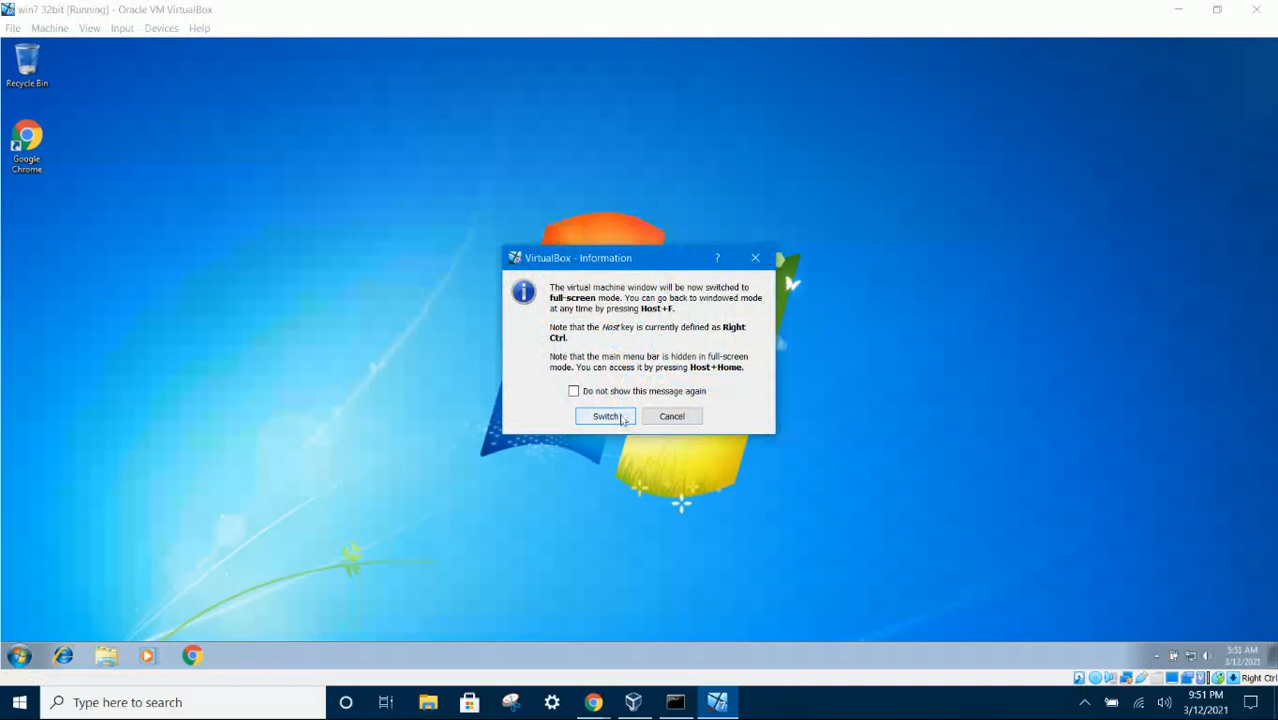 win7 32bit [Running] - Oracle VM VirtualBox
File Machine View Input Devices Help
Recycle Bin
Google
Chrome
VirtualBox - Information
?
The virtual machine window will be now switched to
full-screen mode. You can go back to windowed mode
at any time by pressing Host+F.
Note that the Host key is currently defined as Right
Ctrl.
Note that the main menu bar is hidden in full-screen
mode. You can access it by pressing Host+Home.
Do not show this message again
Switch Cancel
5:51 AM
3/12/2021
Right Ctrl
Type here to search
9:51 PM
3/12/2021